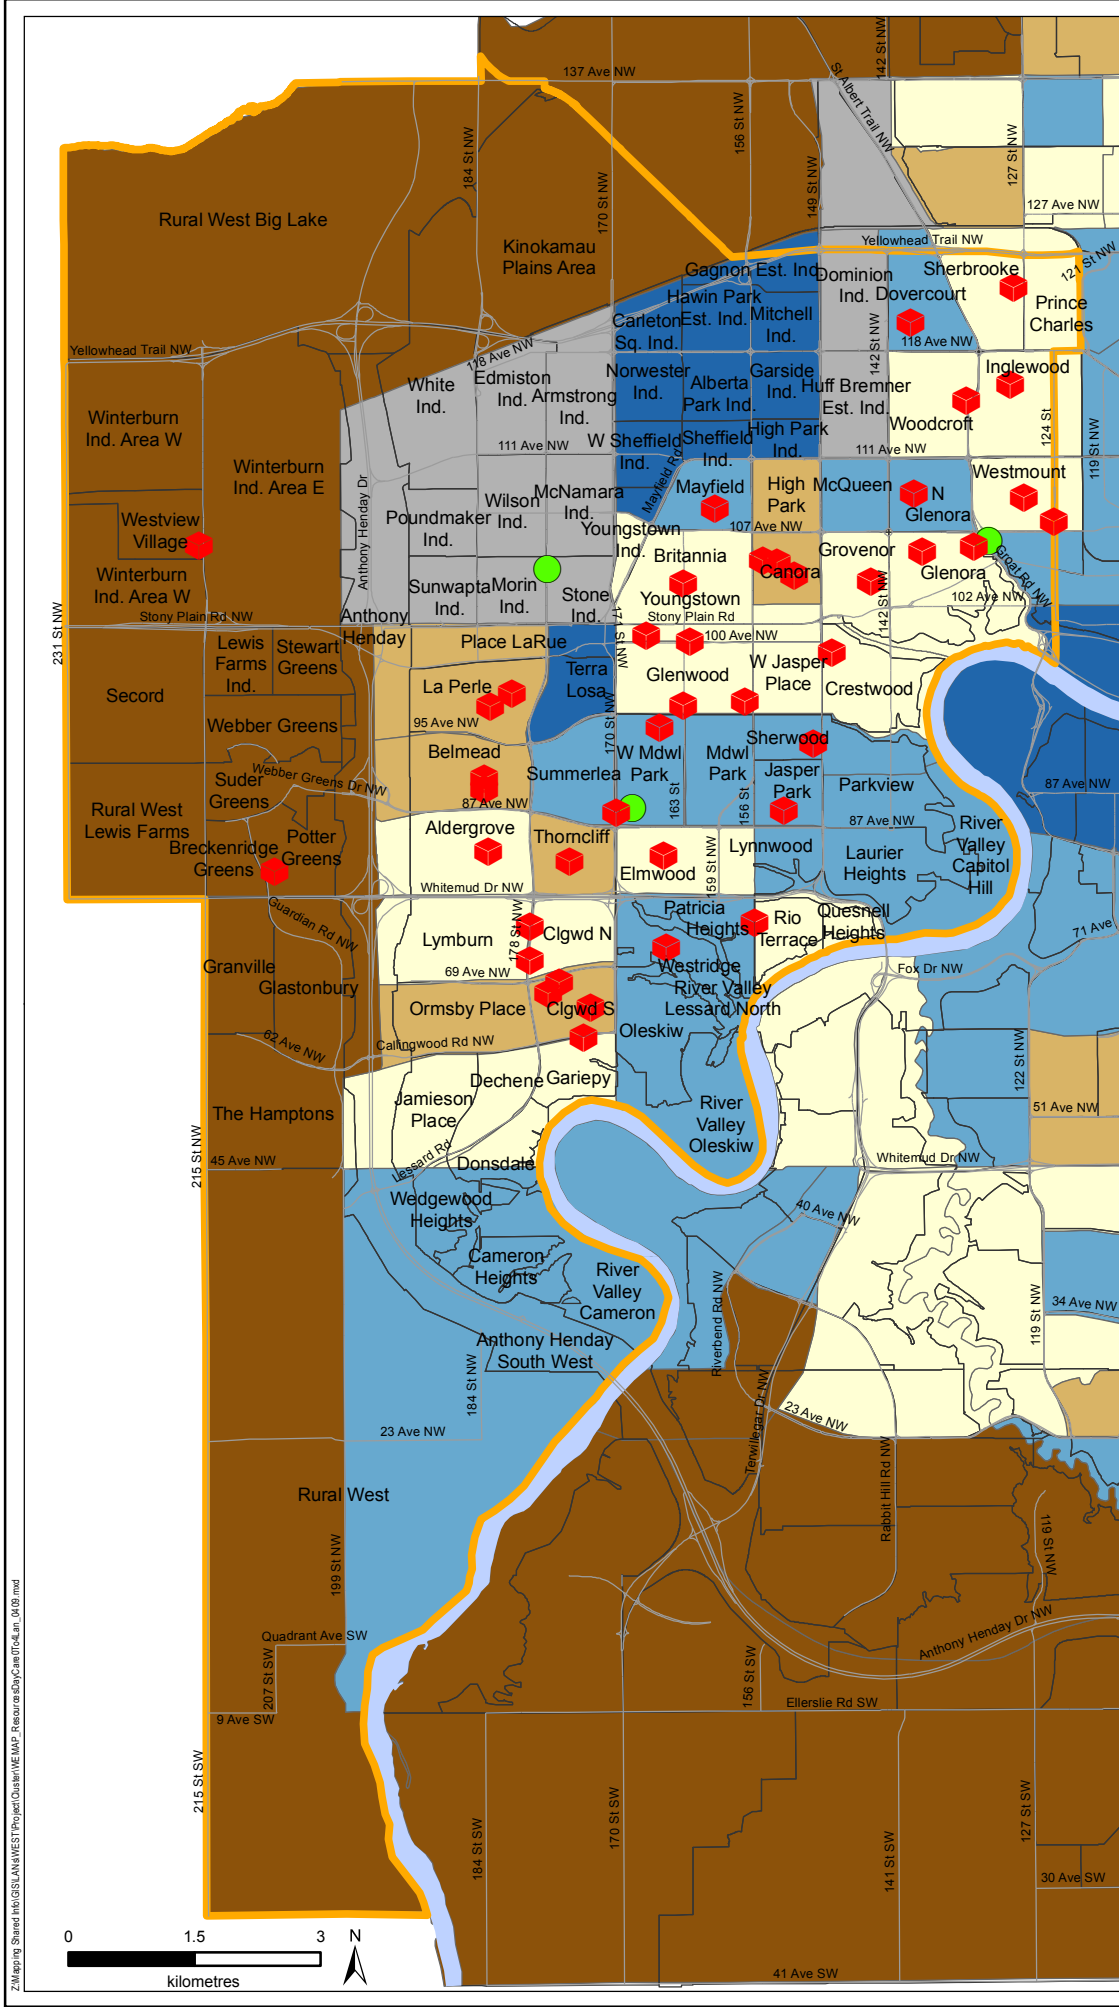 137 Ave NW
142 St NW
St Albert Trail NW
184 St NW
156 St NW
170 St NW
149 St NW
127 St NW
127 Ave NW
Rural West Big Lake
Kinokamau
Plains Area
Yellowhead Trail NW
121 St NW
Gagnon Est. Ind.
Dominion
Ind.
Sherbrooke
Dovercourt
Hawin Park
Est. Ind.
Mitchell
Ind.
Prince
Charles
Carleton
Sq. Ind.
118 Ave NW
142 St NW
Yellowhead Trail NW
118 Ave NW
White
Ind.
Edmiston
Ind.
Armstrong
Ind.
Norwester
Ind.
Alberta
Park Ind.
Garside
Ind.
Huff Bremner
Est. Ind.
Inglewood
Woodcroft
124 St
119 St NW
Winterburn
Ind. Area W
Winterburn
Ind. Area E
111 Ave NW
W Sheffield
Ind.
Sheffield
Ind.
High Park
Ind.
111 Ave NW
Mayfield Rd
Mayfield
High
Park
McQueen
N
Glenora
Westmount
Anthony Henday Dr
Westview
Village
Poundmaker
Ind.
Wilson
Ind.
McNamara
Ind.
Youngstown
Ind.
107 Ave NW
Britannia
Youngstown
Canora
Grovenor
Glenora
Groat Rd NW
102 Ave NW
142 St NW
Winterburn
Ind. Area W
Sunwapta
Ind.
Morin
Ind.
Stone
Ind.
Stony Plain Rd NW
Stony Plain Rd
231 St NW
Anthony
Henday
171 St NW
100 Ave NW
Lewis
Farms
Ind.
Stewart
Greens
Place LaRue
Terra
Losa
Glenwood
W Jasper
Place
Crestwood
Secord
La Perle
Webber Greens
95 Ave NW
170 St NW
Belmead
Summerlea
W Mdwl
Park
Mdwl
Park
Sherwood
Jasper
Park
Parkview
Suder
Greens
Webber Greens Dr NW
87 Ave NW
163 St
156 St
87 Ave NW
87 Ave NW
Rural West
Lewis Farms
Potter
Greens
Breckenridge
Greens
Aldergrove
Thorncliff
Elmwood
159 St NW
Lynnwood
Laurier
Heights
River
Valley
Capitol
Hill
Whitemud Dr NW
Guardian Rd NW
Lymburn
178 St NW
Clgwd N
Patricia
Heights
Rio
Terrace
Quesnell
Heights
71 Ave
Granville
Glastonbury
69 Ave NW
Westridge
River Valley
Lessard North
Fox Dr NW
Ormsby Place
Clgwd S
Oleskiw
62 Ave NW
Callingwood Rd NW
122 St NW
The Hamptons
Dechene
Gariepy
Jamieson
Place
River
Valley
Oleskiw
51 Ave NW
215 St NW
45 Ave NW
Lessard Rd
Donsdale
Whitemud Dr NW
Wedgewood
Heights
40 Ave NW
Cameron
Heights
River
Valley
Cameron
Riverbend Rd NW
119 St NW
34 Ave NW
Anthony Henday
South West
184 St NW
Terwillegar Dr NW
23 Ave NW
23 Ave NW
Rural West
Rabbit Hill Rd NW
119 St NW
199 St NW
Quadrant Ave SW
207 St SW
Anthony Henday Dr NW
156 St SW
9 Ave SW
Ellerslie Rd SW
215 St SW
184 St SW
170 St SW
141 St SW
127 St SW
30 Ave SW
41 Ave SW
0 1.5 3
kilometres
N